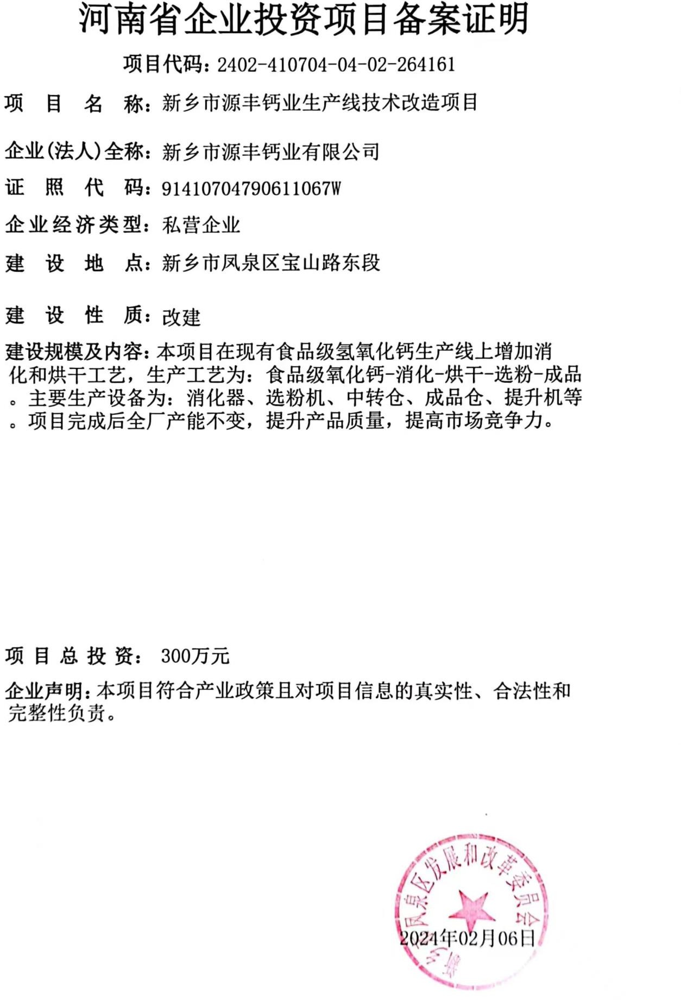 河南省企业投资项目备案证明
项目代码：2402-410704-04-02-264161
项目名称：新乡市源丰钙业生产线技术改造项目
企业(法人)全称：新乡市源丰钙业有限公司
证照代码：91410704790611067W
企业经济类型：私营企业
建设地点：新乡市凤泉区宝山路东段
建设性质：改建
建设规模及内容：本项目在现有食品级氢氧化钙生产线上增加消
化和烘干工艺，生产工艺为：食品级氧化钙-消化-烘干-选粉-成品
。主要生产设备为：消化器、选粉机、中转仓、成品仓、提升机等
。项目完成后全厂产能不变，提升产品质量，提高市场竞争力。
项目总投资：300万元
企业声明：本项目符合产业政策且对项目信息的真实性、合法性和
完整性负责。
新乡市凤泉区发展和改革委员会
2024年02月06日